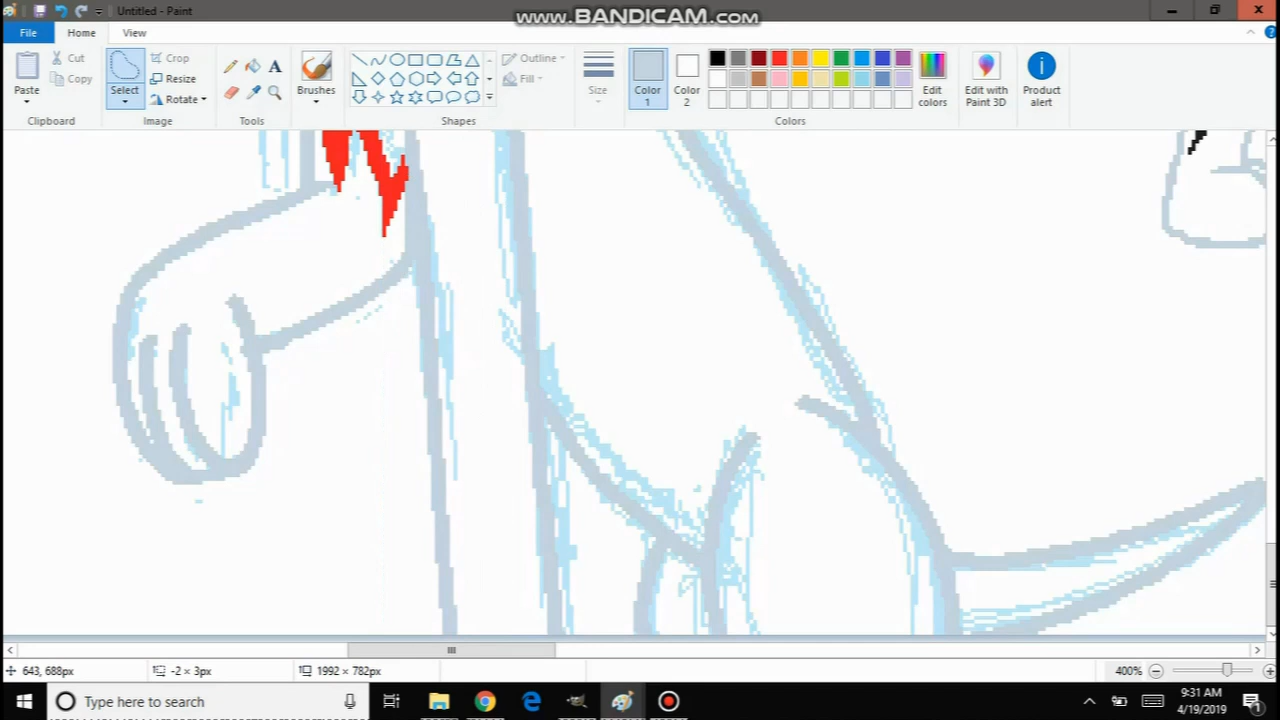 Untitled - Paint
www.BANDICAM.com
File
Home
View
Paste
Cut
Copy
Clipboard
Select
Crop
Resize
Rotate
Image
A
Tools
Brushes
Outline
Fill
Shapes
Size
Color 1
Color 2
Edit colors
Colors
Edit with Paint 3D
Product alert
643, 688px
-2 × 3px
1992 × 782px
400%
Type here to search
9:31 AM
4/19/2019
1